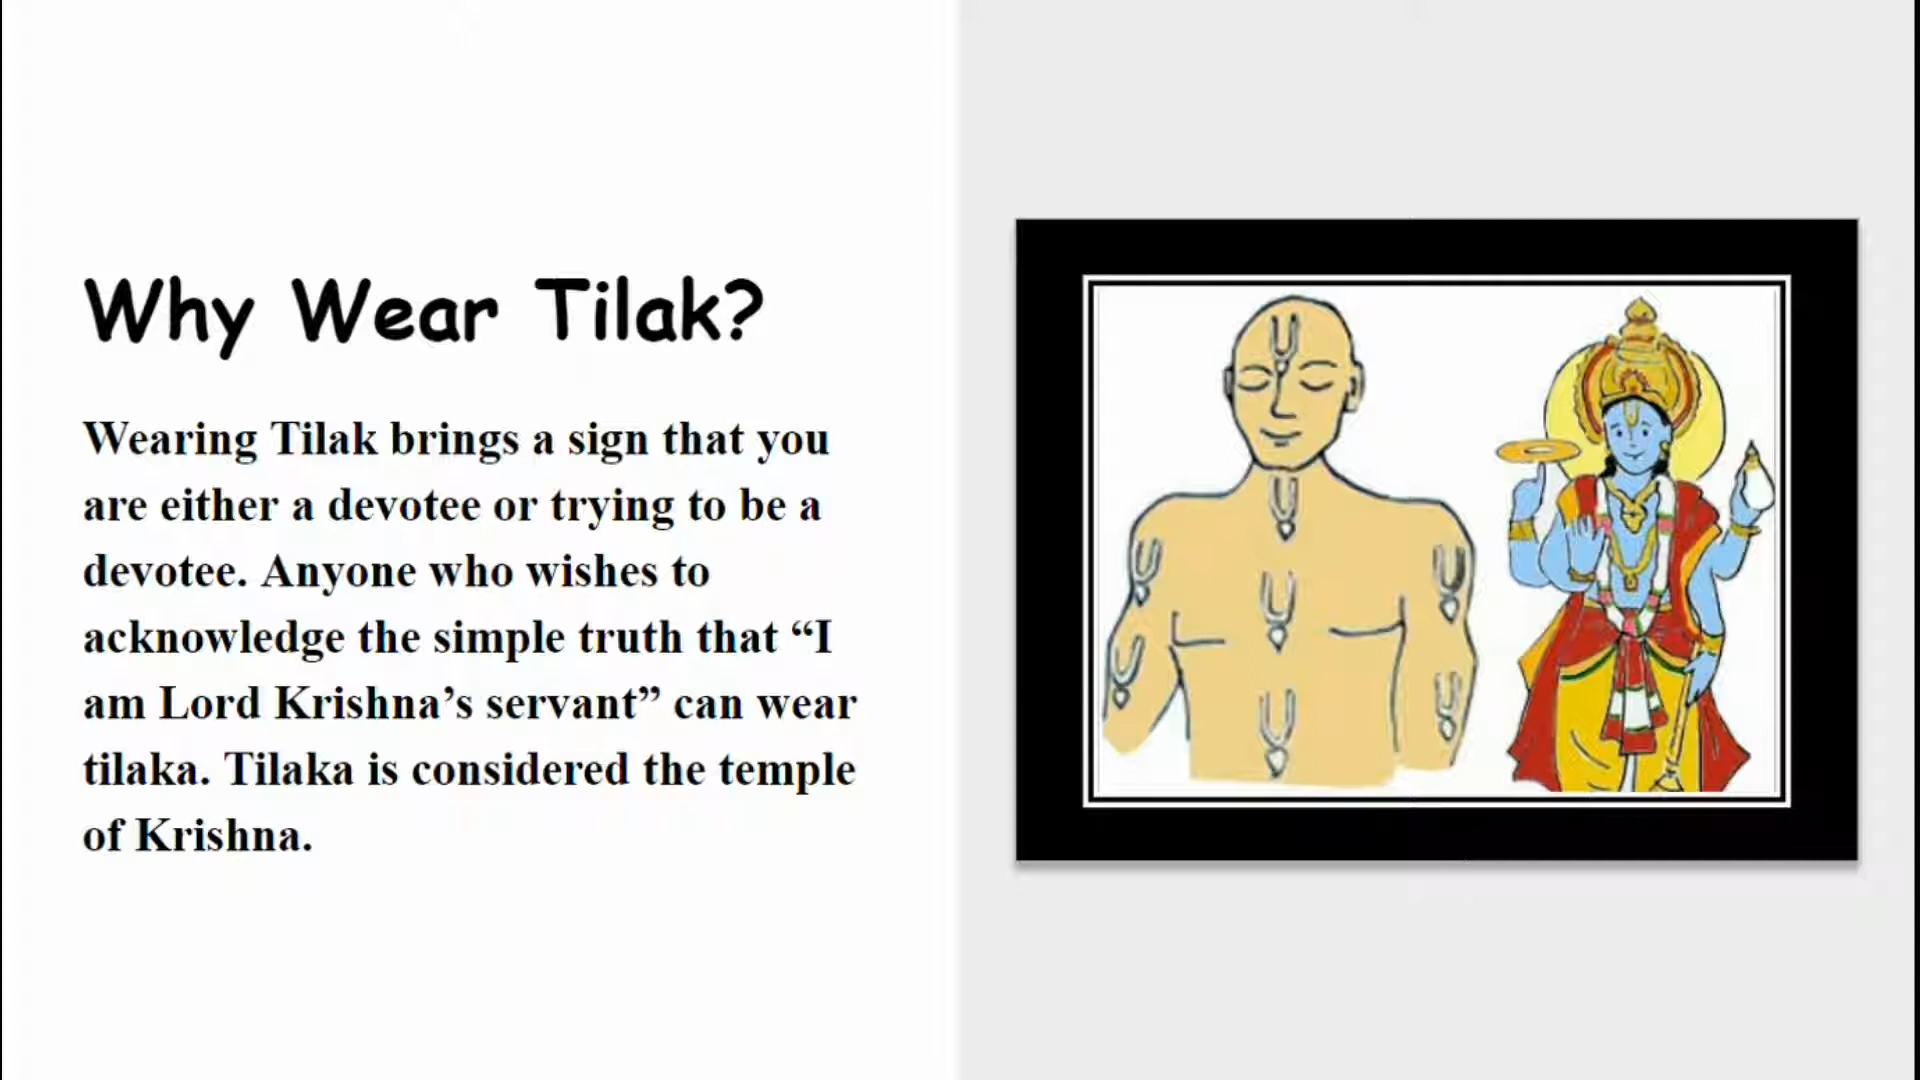 Why Wear Tilak?
Wearing Tilak brings a sign that you
are either a devotee or trying to be a
devotee. Anyone who wishes to
acknowledge the simple truth that “I
am Lord Krishna’s servant” can wear
tilaka. Tilaka is considered the temple
of Krishna.